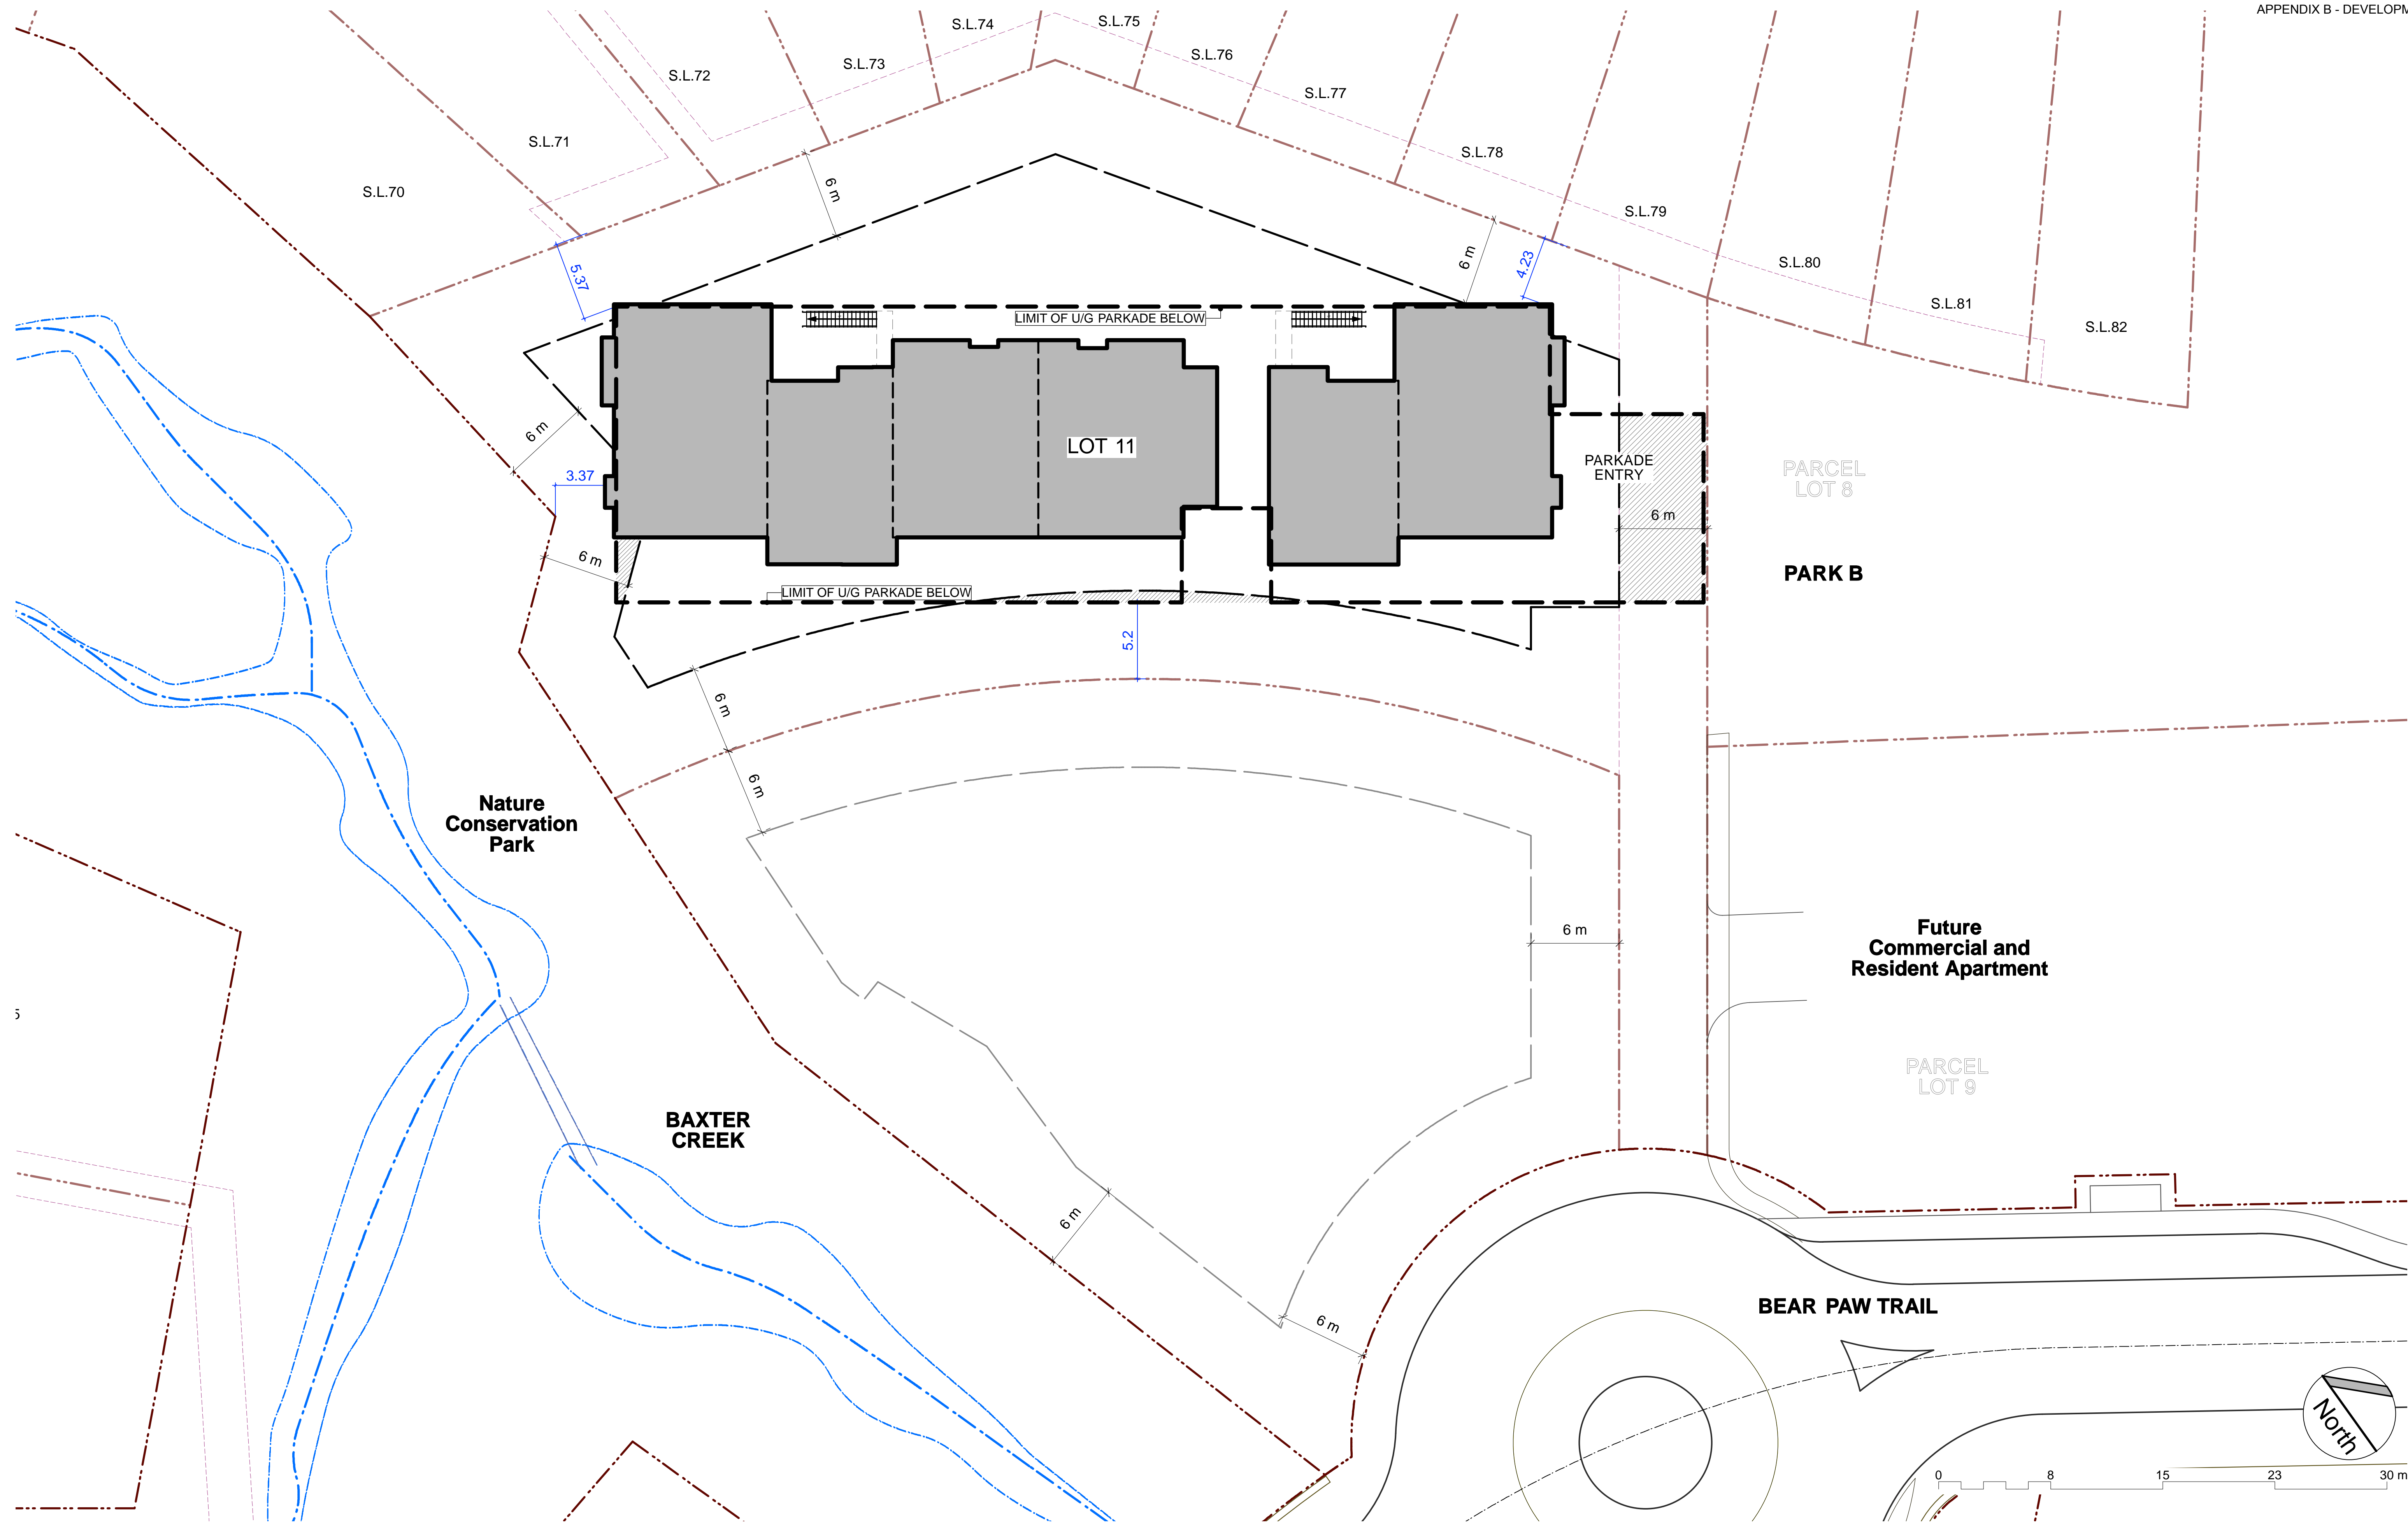 APPENDIX B - DEVELOPM
S.L.74
S.L.75
S.L.76
S.L.73
S.L.72
S.L.77
S.L.71
S.L.78
S.L.70
S.L.79
S.L.80
S.L.81
S.L.82
6 m
6 m
5.37
4.23
LIMIT OF U/G PARKADE BELOW
LOT 11
6 m
3.37
PARKADE
ENTRY
PARCEL
LOT 8
6 m
6 m
PARK B
LIMIT OF U/G PARKADE BELOW
5.2
6 m
6 m
Nature
Conservation
Park
6 m
Future
Commercial and
Resident Apartment
5
PARCEL
LOT 9
BAXTER
CREEK
6 m
6 m
BEAR PAW TRAIL
North
0 8 15 23 30 m